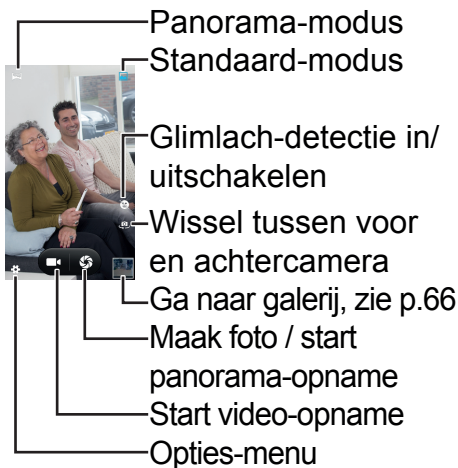 Panorama-modus
Standaard-modus
Glimlach-detectie in/
uitschakelen
Wissel tussen voor
en achtercamera
Ga naar galerij, zie p.66
Maak foto / start
panorama-opname
Start video-opname
Opties-menu